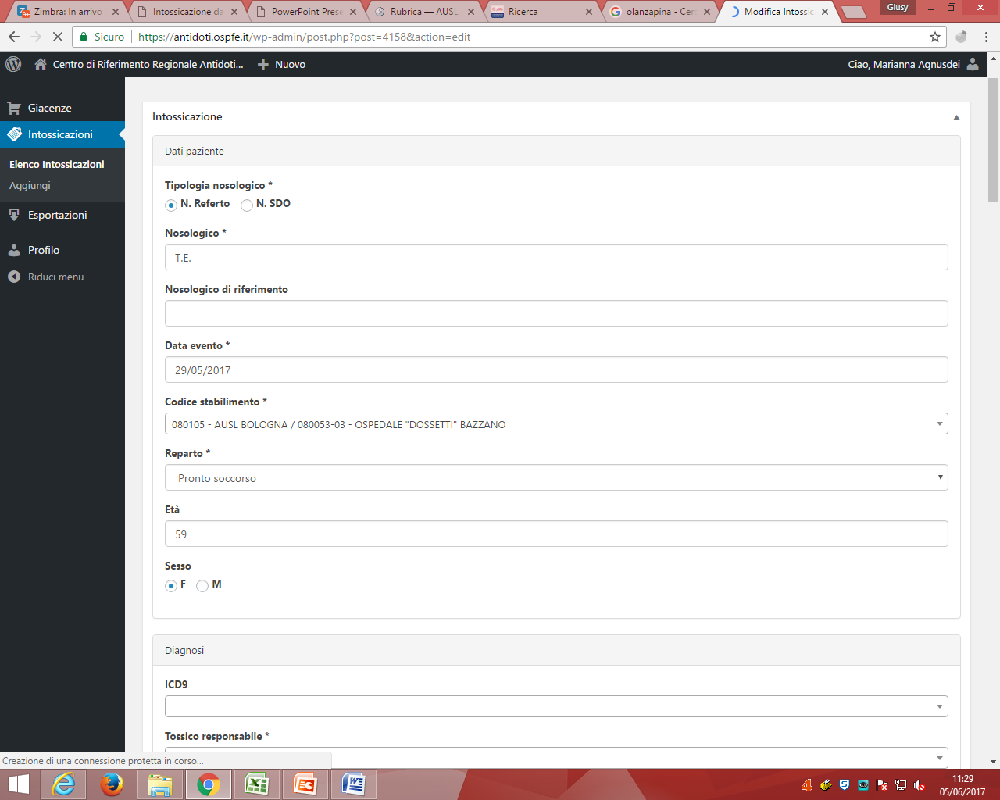 Zimbra: In arrivo
Intossicazione da
PowerPoint Prese
Rubrica — AUSL
Ricerca
olanzapina - Cer
Modifica Intossic
Giusy
Sicuro
https://antidoti.ospfe.it/wp-admin/post.php?post=4158&action=edit
Centro di Riferimento Regionale Antidoti...
Nuovo
Ciao, Marianna Agnusdei
Giacenze
Intossicazioni
Elenco Intossicazioni
Aggiungi
Esportazioni
Profilo
Riduci menu
Intossicazione
Dati paziente
Tipologia nosologico *
N. Referto
N. SDO
Nosologico *
T.E.
Nosologico di riferimento
Data evento *
29/05/2017
Codice stabilimento *
080105 - AUSL BOLOGNA / 080053-03 - OSPEDALE "DOSSETTI" BAZZANO
Reparto *
Pronto soccorso
Età
59
Sesso
F
M
Diagnosi
ICD9
Tossico responsabile *
Creazione di una connessione protetta in corso...
11:29
05/06/2017